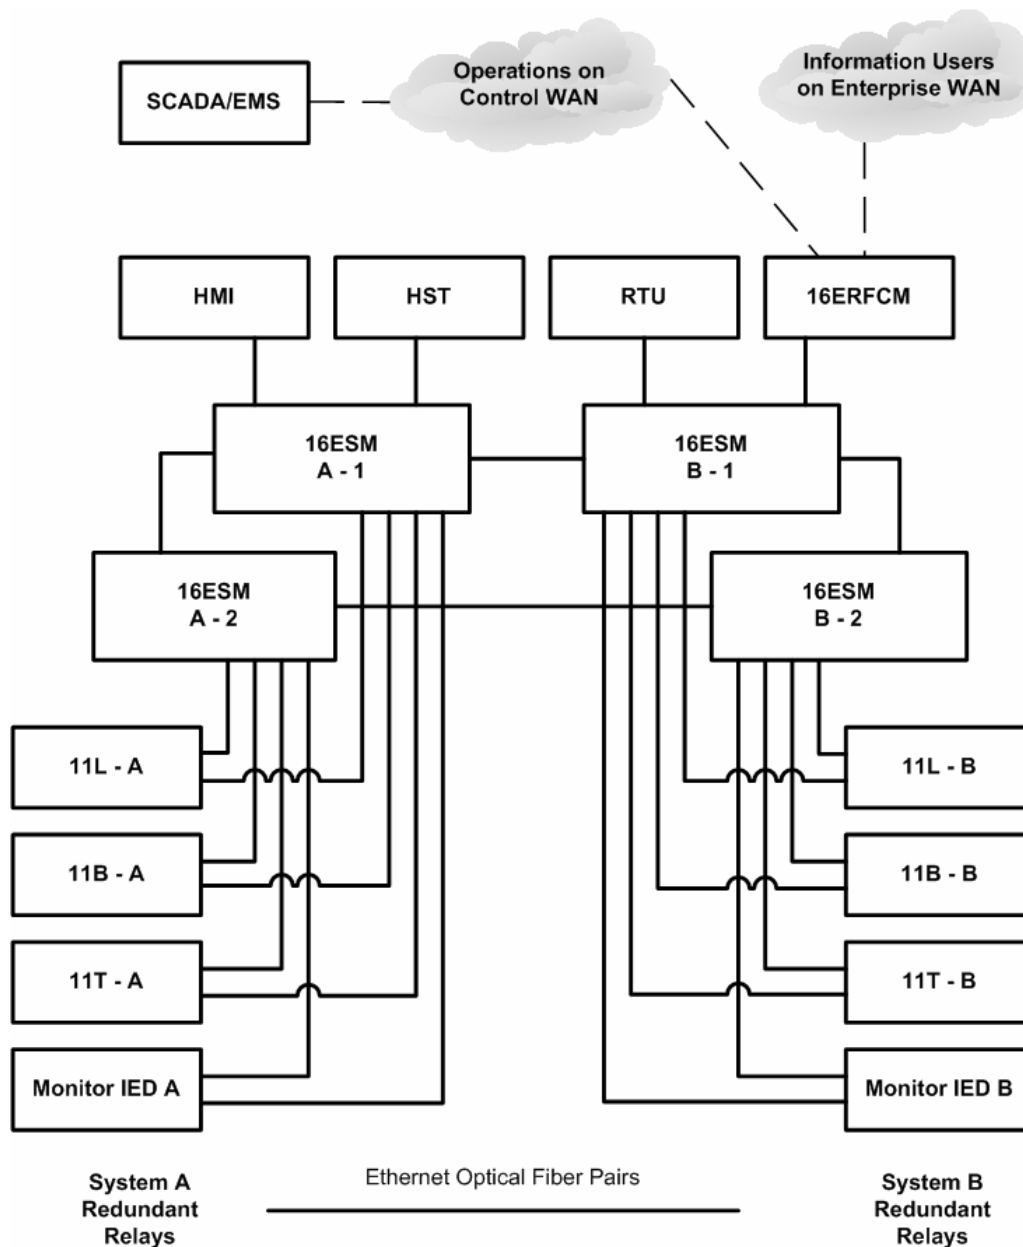 Operations on
Control WAN
Information Users
on Enterprise WAN
SCADA/EMS
HMI
HST
RTU
16ERFCM
16ESM
A - 1
16ESM
B - 1
16ESM
A - 2
16ESM
B - 2
11L - A
11L - B
11B - A
11B - B
11T - A
11T - B
Monitor IED A
Monitor IED B
System A
Redundant
Relays
Ethernet Optical Fiber Pairs
System B
Redundant
Relays